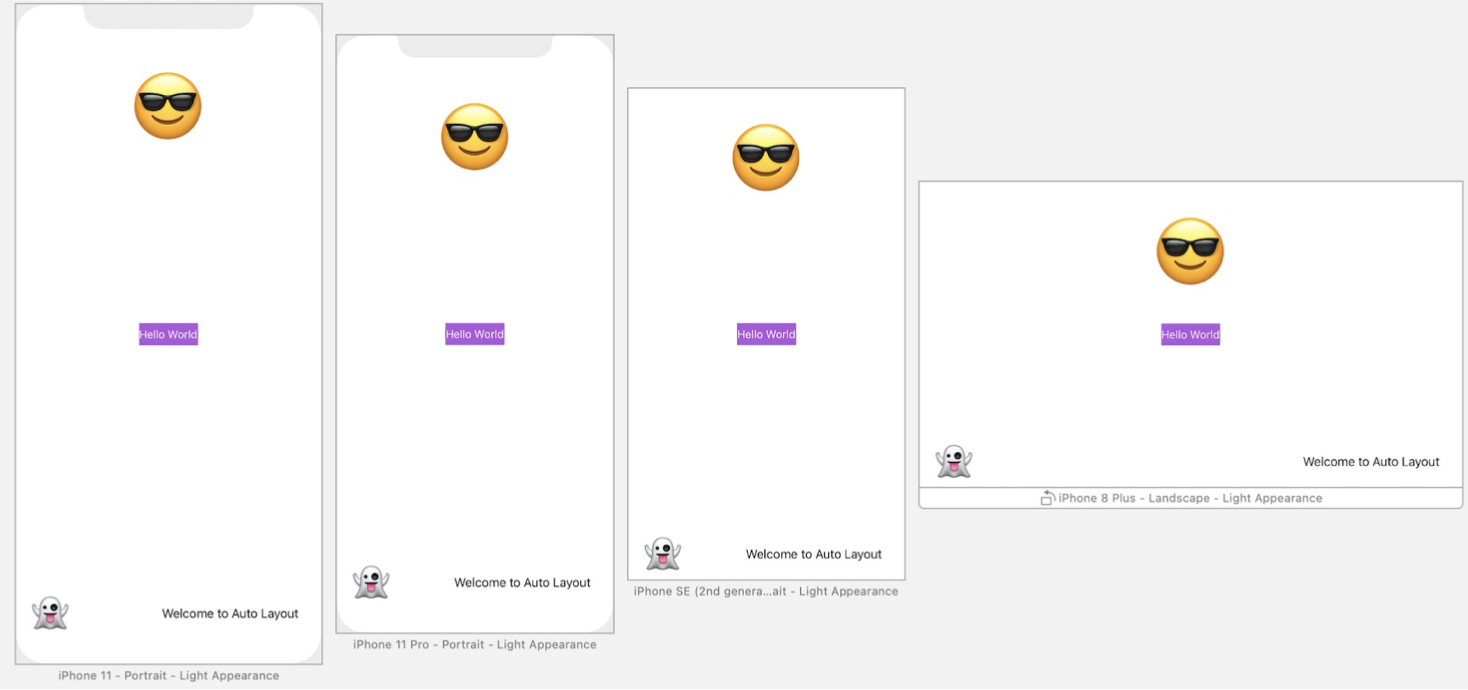 Hello World
Welcome to Auto Layout
iPhone 11 - Portrait - Light Appearance
Hello World
Welcome to Auto Layout
iPhone 11 Pro - Portrait - Light Appearance
Hello World
Welcome to Auto Layout
iPhone SE (2nd genera...ait - Light Appearance
Hello World
Welcome to Auto Layout
iPhone 8 Plus - Landscape - Light Appearance